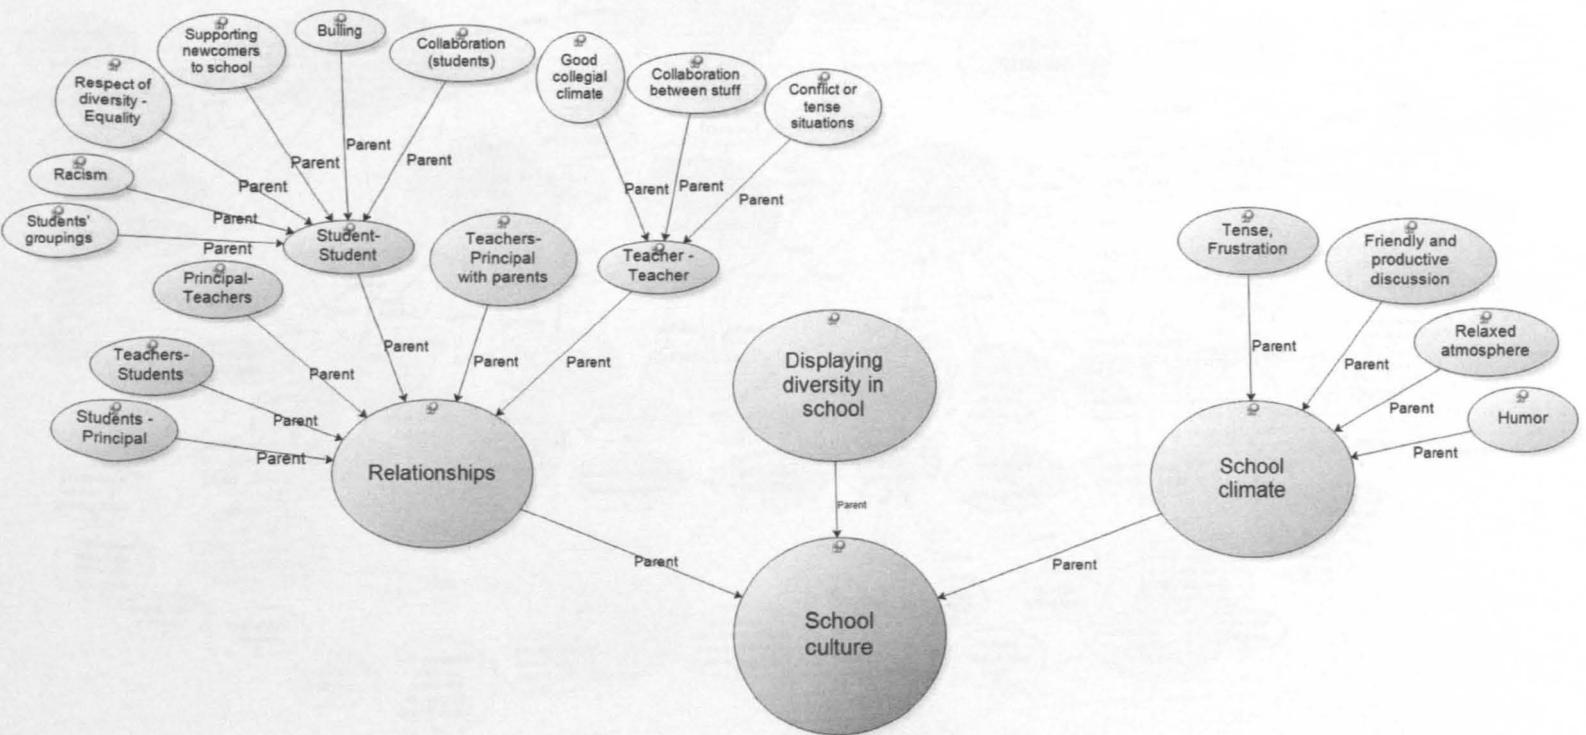 Bulling
Supporting
newcomers
to school
Collaboration
(students)
Good
collegial
climate
Respect of
diversity -
Equality
Collaboration
between stuff
Conflict or
tense
situations
Parent
Parent
Parent
Parent
Racism
Parent
Parent
Parent
Parent
Students'
groupings
Parent
Parent
Student-
Student
Teachers-
Principal
with parents
Teacher -
Teacher
Tense,
Frustration
Friendly and
productive
discussion
Principal-
Teachers
Teachers-
Students
Parent
Parent
Parent
Parent
Displaying
diversity in
school
Parent
Parent
Relaxed
atmosphere
Students -
Principal
Parent
Parent
Parent
Humor
Parent
Relationships
School
climate
Parent
Parent
Parent
School
culture